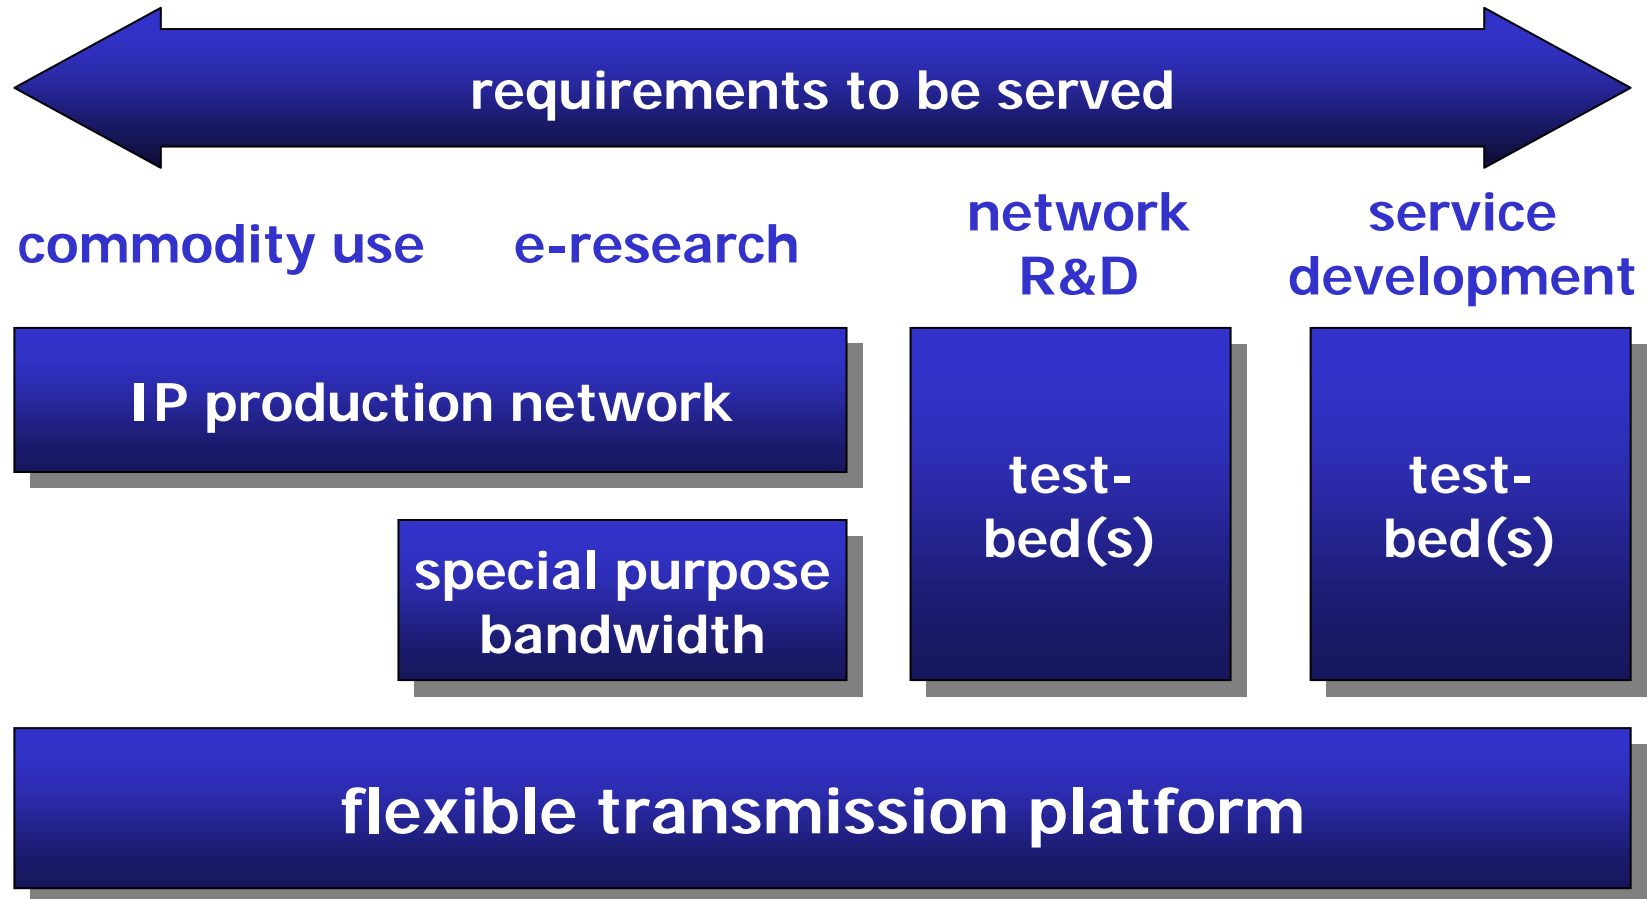 requirements to be served
commodity use
e-research
network
R&D
service
development
IP production network
special purpose
bandwidth
test-
bed(s)
test-
bed(s)
flexible transmission platform